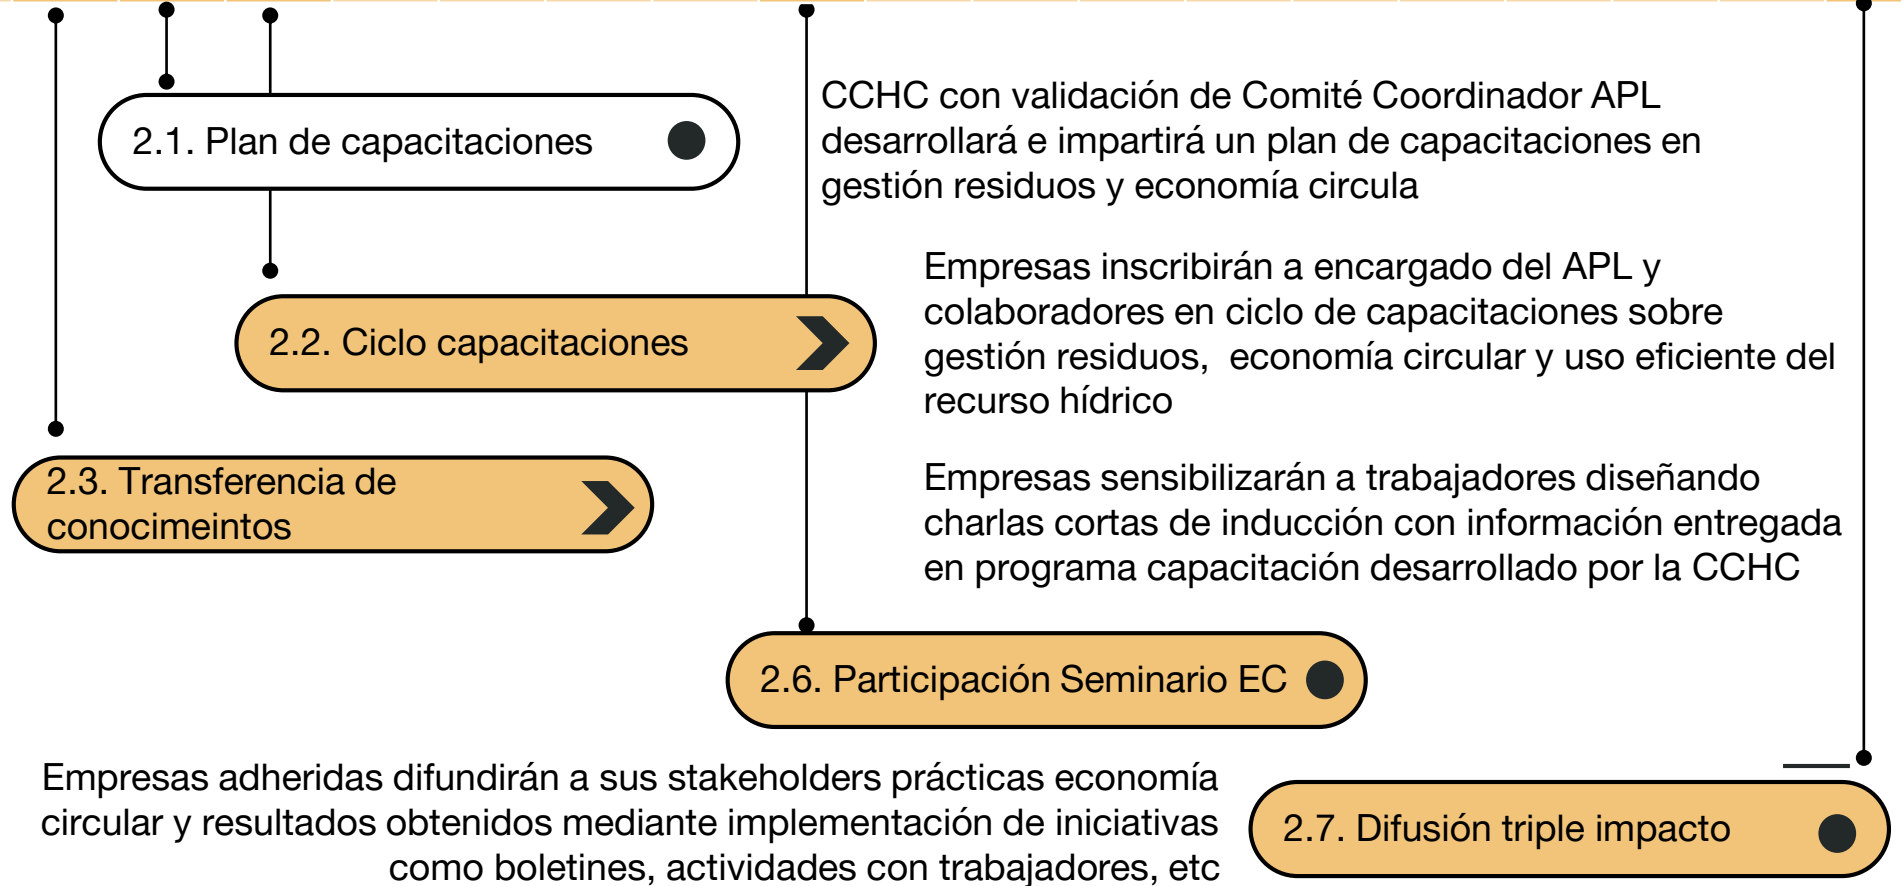 2.1. Plan de capacitaciones
CCHC con validación de Comité Coordinador APL
desarrollará e impartirá un plan de capacitaciones en
gestión residuos y economía circula
2.2. Ciclo capacitaciones
Empresas inscribirán a encargado del APL y
colaboradores en ciclo de capacitaciones sobre
gestión residuos,  economía circular y uso eficiente del
recurso hídrico
2.3. Transferencia de
conocimeintos
Empresas sensibilizarán a trabajadores diseñando
charlas cortas de inducción con información entregada
en programa capacitación desarrollado por la CCHC
2.6. Participación Seminario EC
Empresas adheridas difundirán a sus stakeholders prácticas economía
circular y resultados obtenidos mediante implementación de iniciativas
como boletines, actividades con trabajadores, etc
2.7. Difusión triple impacto